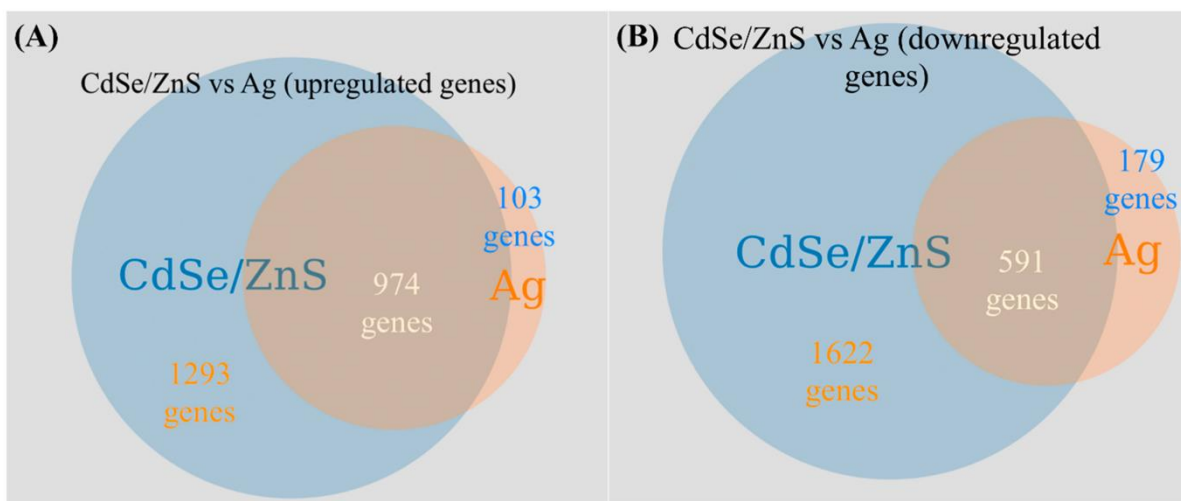 (A)
CdSe/ZnS vs Ag (upregulated genes)
103
genes
CdSe/ZnS
Ag
974
genes
1293
genes
(B) CdSe/ZnS vs Ag (downregulated
genes)
179
genes
CdSe/ZnS
Ag
591
genes
1622
genes